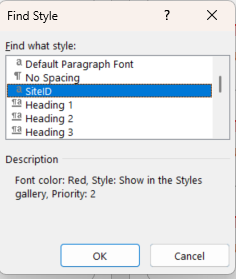 Find Style
Find what style:
a Default Paragraph Font
¶ No Spacing
a SiteID
¶a Heading 1
¶a Heading 2
¶a Heading 3
Description
Font color: Red, Style: Show in the Styles
gallery, Priority: 2
OK Cancel